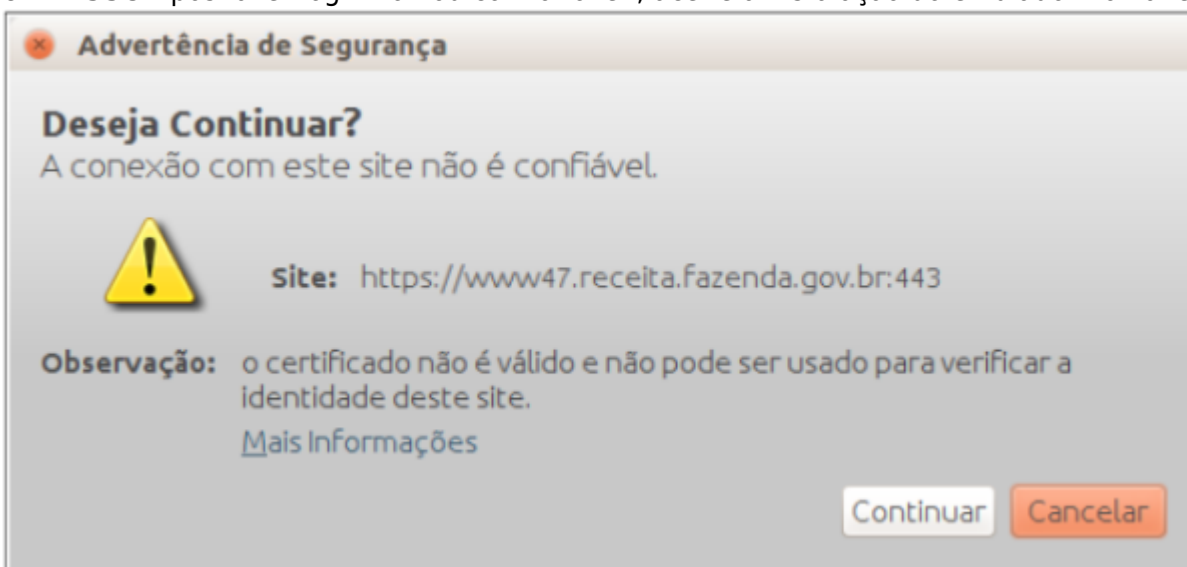 Advertência de Segurança
Deseja Continuar?
A conexão com este site não é confiável.
Site: https://www47.receita.fazenda.gov.br:443
Observação: o certificado não é válido e não pode ser usado para verificar a
identidade deste site.
Mais Informações
Continuar Cancelar